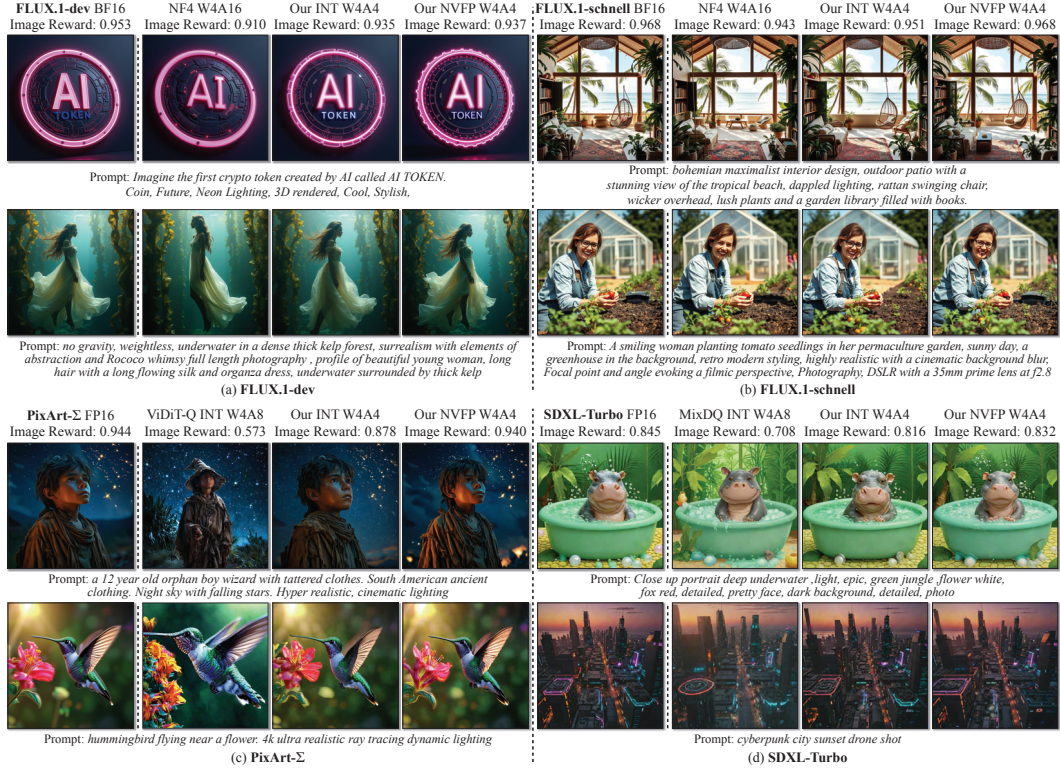 FLUX.1-dev BF16
Image Reward: 0.953
NF4 W4A16
Image Reward: 0.910
Our INT W4A4
Image Reward: 0.935
Our NVFP W4A4
Image Reward: 0.937
AI
TOKEN
AI
AI
TOKEN
AI
TOKEN
Prompt: Imagine the first crypto token created by AI called AI TOKEN.
Coin, Future, Neon Lighting, 3D rendered, Cool, Stylish,
Prompt: no gravity, weightless, underwater in a dense thick kelp forest, surrealism with elements of
abstraction and Rococo whimsy full length photography , profile of beautiful young woman, long
hair with a long flowing silk and organza dress, underwater surrounded by thick kelp
(a) FLUX.1-dev
FLUX.1-schnell BF16
Image Reward: 0.968
NF4 W4A16
Image Reward: 0.943
Our INT W4A4
Image Reward: 0.951
Our NVFP W4A4
Image Reward: 0.968
Prompt: bohemian maximalist interior design, outdoor patio with a
stunning view of the tropical beach, dappled lighting, rattan swinging chair,
wicker overhead, lush plants and a garden library filled with books.
Prompt: A smiling woman planting tomato seedlings in her permaculture garden, sunny day, a
greenhouse in the background, retro modern styling, highly realistic with a cinematic background blur,
Focal point and angle evoking a filmic perspective, Photography, DSLR with a 35mm prime lens at f2.8
(b) FLUX.1-schnell
PixArt-Σ FP16
Image Reward: 0.944
ViDiT-Q INT W4A8
Image Reward: 0.573
Our INT W4A4
Image Reward: 0.878
Our NVFP W4A4
Image Reward: 0.940
Prompt: a 12 year old orphan boy wizard with tattered clothes. South American ancient
clothing. Night sky with falling stars. Hyper realistic, cinematic lighting
Prompt: hummingbird flying near a flower. 4k ultra realistic ray tracing dynamic lighting
(c) PixArt-Σ
SDXL-Turbo FP16
Image Reward: 0.845
MixDQ INT W4A8
Image Reward: 0.708
Our INT W4A4
Image Reward: 0.816
Our NVFP W4A4
Image Reward: 0.832
Prompt: Close up portrait deep underwater ,light, epic, green jungle ,flower white,
fox red, detailed, pretty face, dark background, detailed, photo
Prompt: cyberpunk city sunset drone shot
(d) SDXL-Turbo